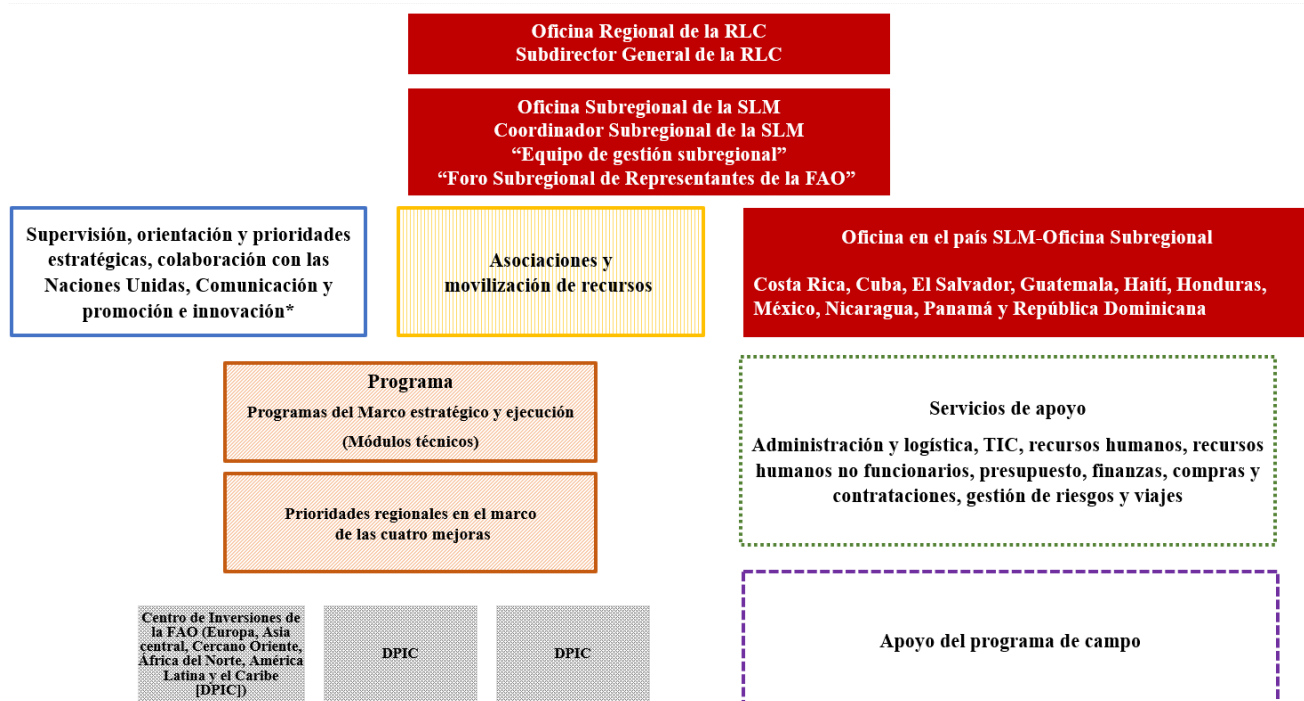 Oficina Regional de la RLC
Subdirector General de la RLC
Oficina Subregional de la SLM
Coordinador Subregional de la SLM
“Equipo de gestión subregional”
“Foro Subregional de Representantes de la FAO”
Supervisión, orientación y prioridades
estratégicas, colaboración con las
Naciones Unidas, Comunicación y
promoción e innovación*
Asociaciones y
movilización de recursos
Oficina en el país SLM-Oficina Subregional
Costa Rica, Cuba, El Salvador, Guatemala, Haití, Honduras,
México, Nicaragua, Panamá y República Dominicana
Programa
Programas del Marco estratégico y ejecución
(Módulos técnicos)
Prioridades regionales en el marco
de las cuatro mejoras
Servicios de apoyo
Administración y logística, TIC, recursos humanos, recursos
humanos no funcionarios, presupuesto, finanzas, compras y
contrataciones, gestión de riesgos y viajes
Centro de Inversiones de
la FAO (Europa, Asia
central, Cercano Oriente,
África del Norte, América
Latina y el Caribe
[DPIC])
DPIC
DPIC
Apoyo del programa de campo